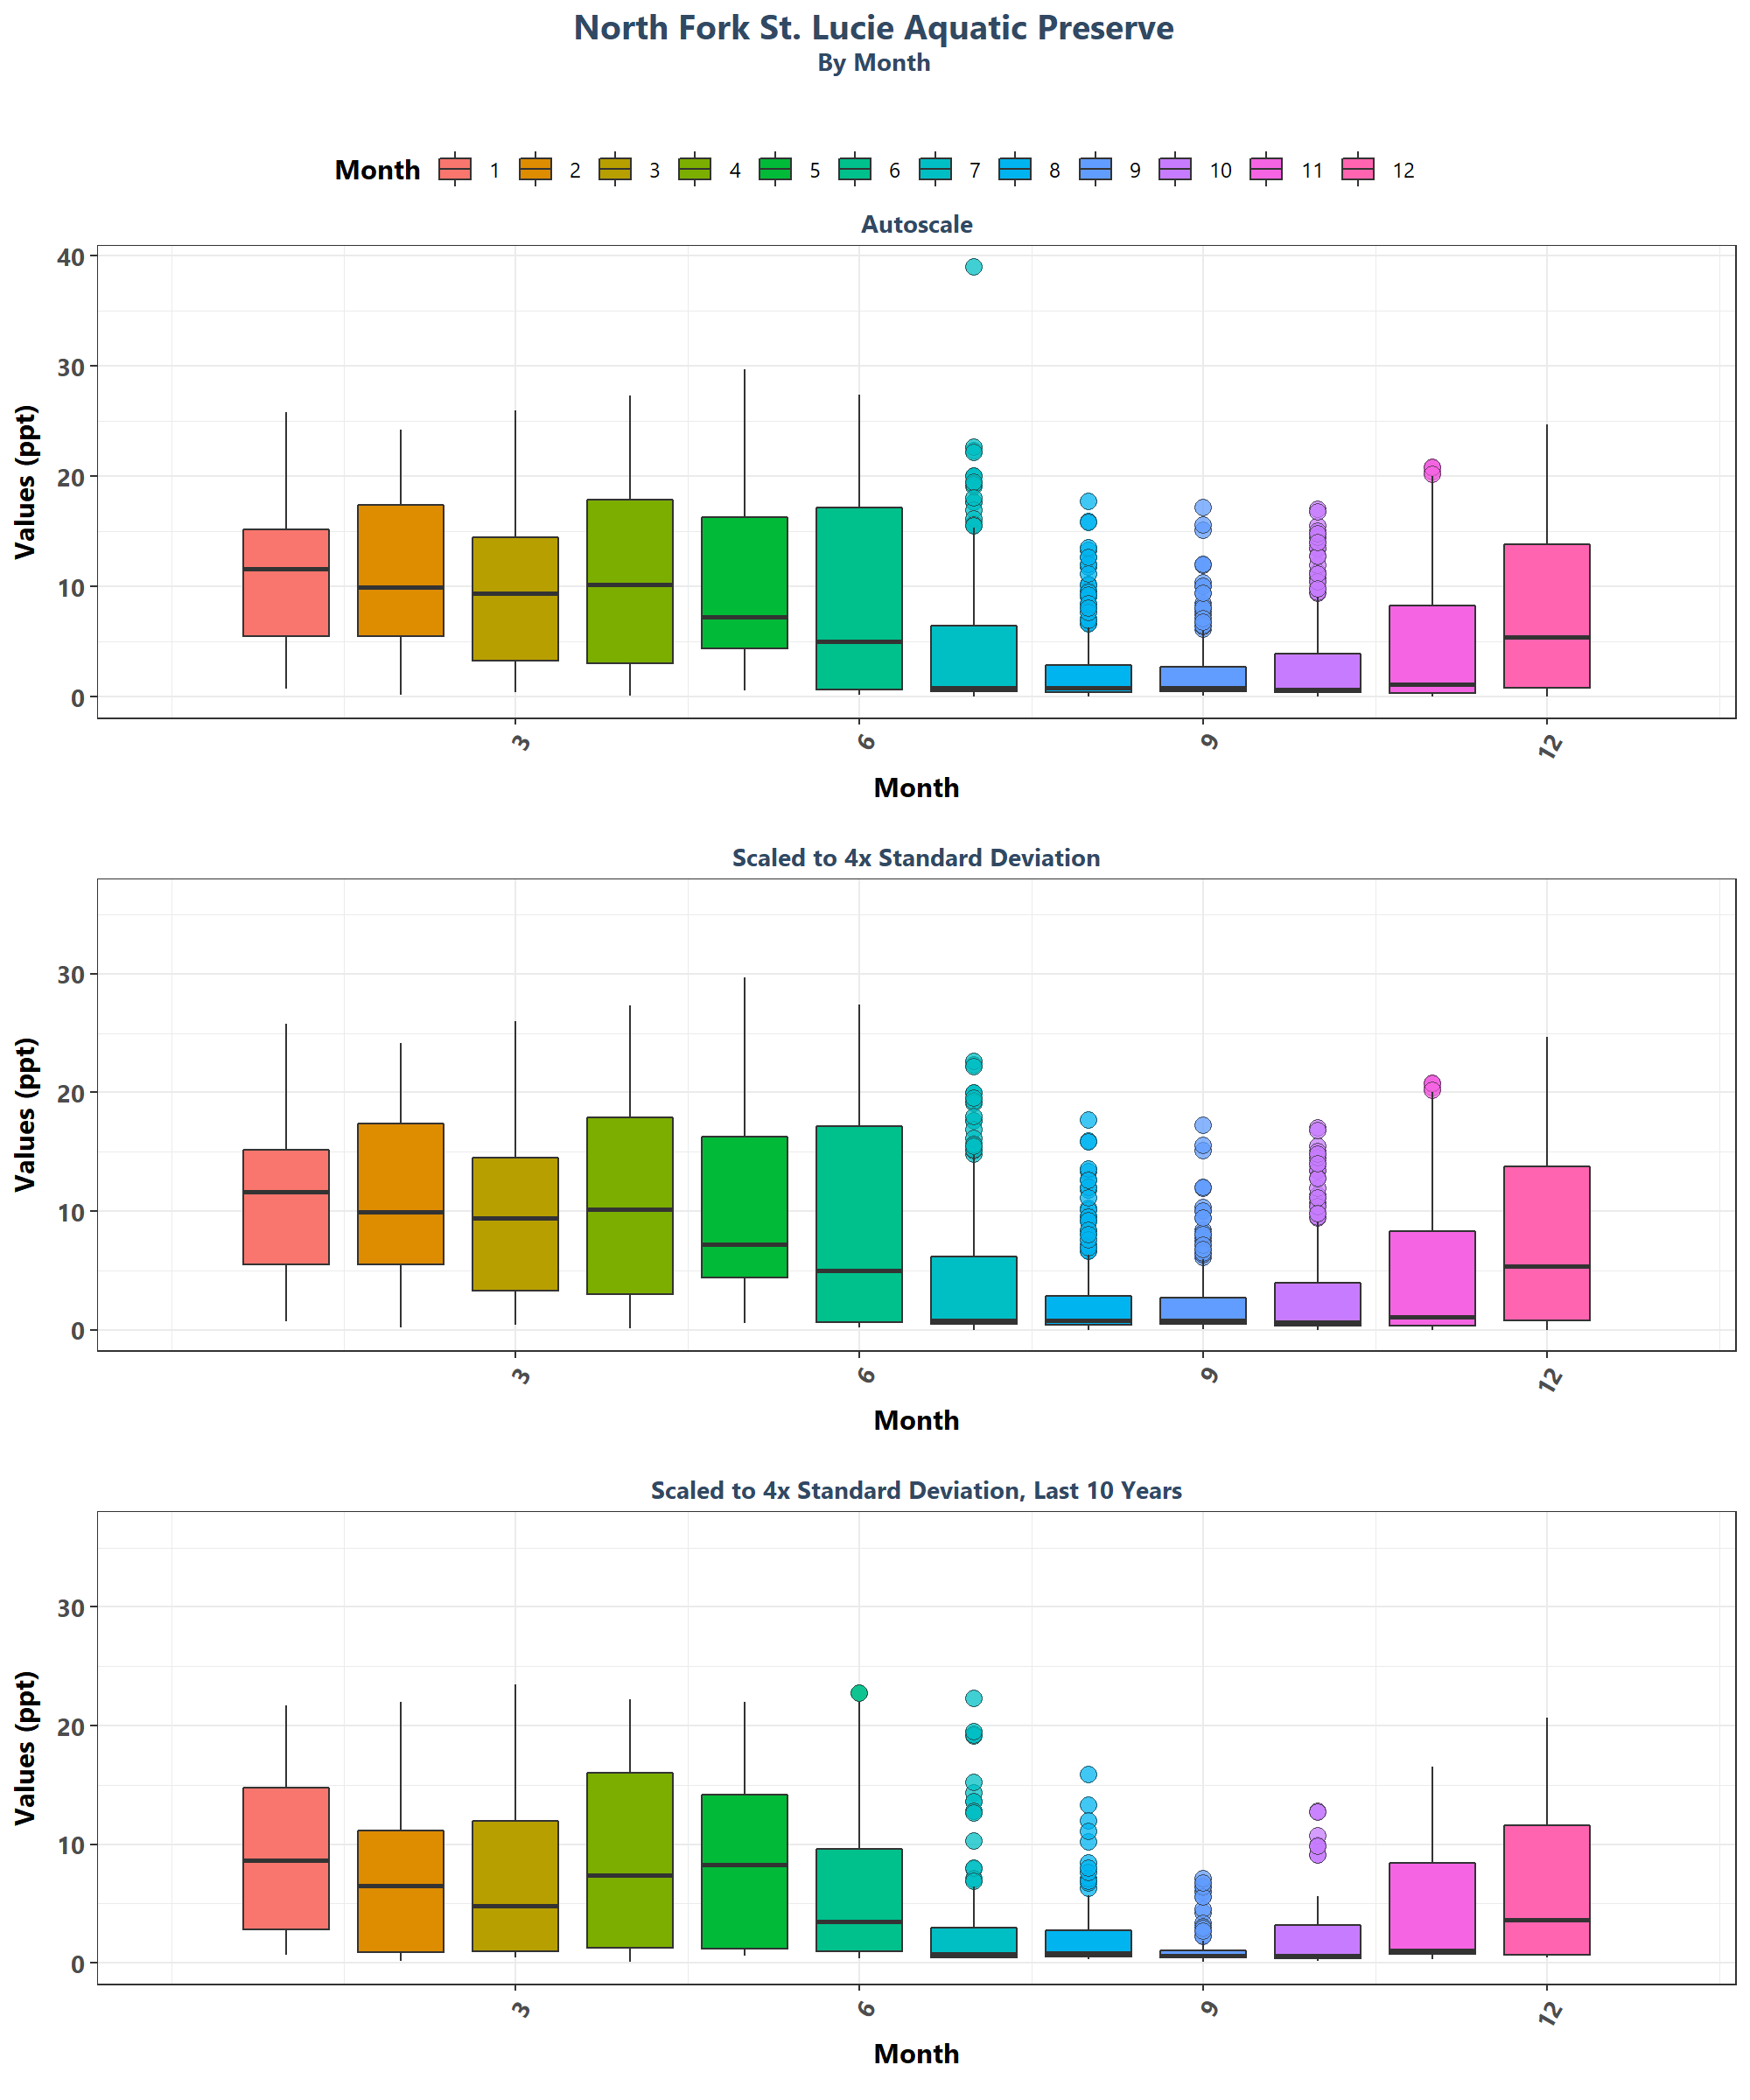 North Fork St. Lucie Aquatic Preserve
By Month
Month 1 2 3 4 5 6 7 8 9 10 11 12
Autoscale
Values (ppt)
40
30
20
10
0
3 6 9 12
Month
Scaled to 4x Standard Deviation
Values (ppt)
30
20
10
0
3 6 9 12
Month
Scaled to 4x Standard Deviation, Last 10 Years
Values (ppt)
30
20
10
0
3 6 9 12
Month